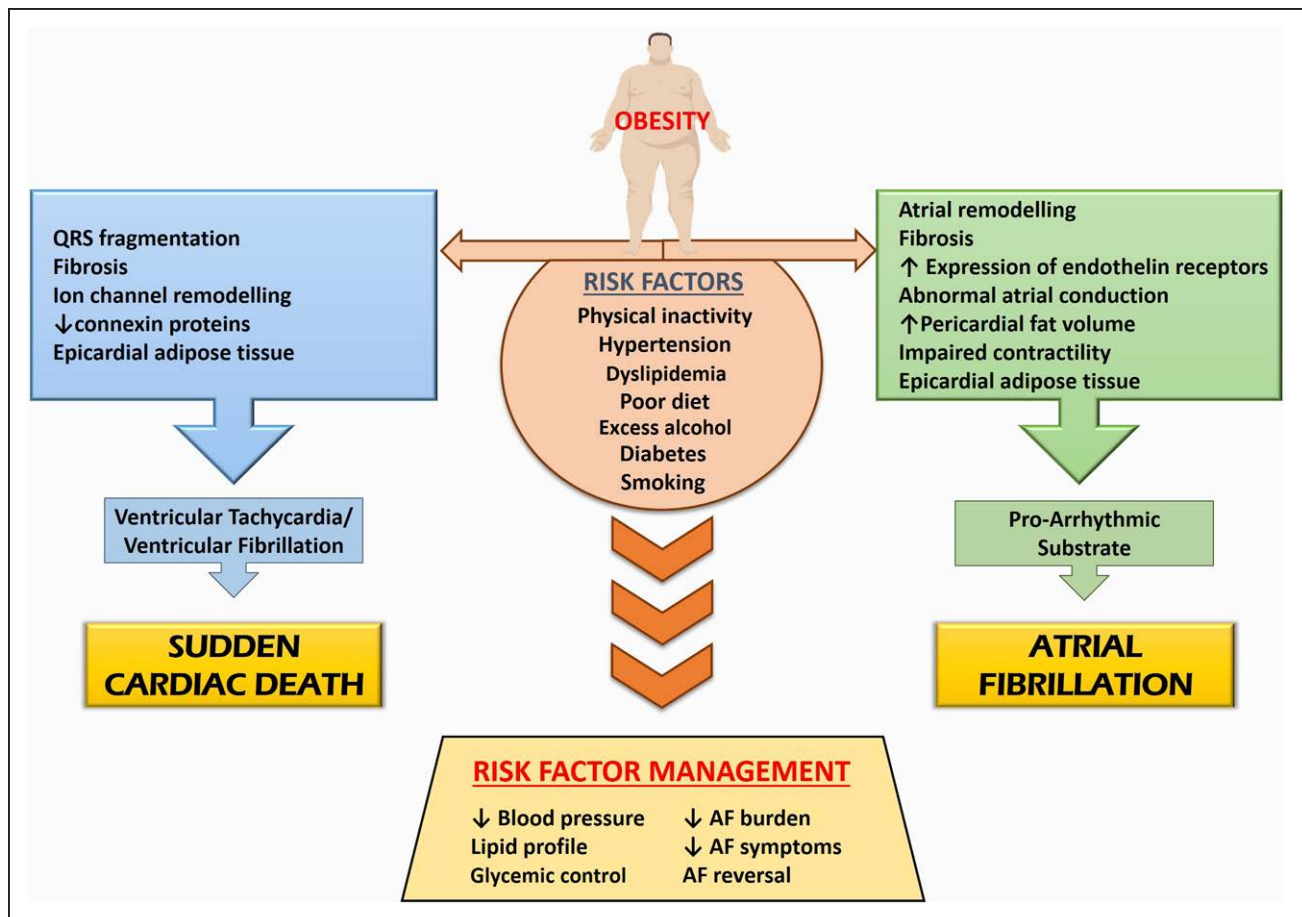 OBESITY
QRS fragmentation
Fibrosis
Ion channel remodelling
↓connexin proteins
Epicardial adipose tissue
Ventricular Tachycardia/
Ventricular Fibrillation
SUDDEN
CARDIAC DEATH
RISK FACTORS
Physical inactivity
Hypertension
Dyslipidemia
Poor diet
Excess alcohol
Diabetes
Smoking
Atrial remodelling
Fibrosis
↑ Expression of endothelin receptors
Abnormal atrial conduction
↑Pericardial fat volume
Impaired contractility
Epicardial adipose tissue
Pro-Arrhythmic
Substrate
ATRIAL
FIBRILLATION
RISK FACTOR MANAGEMENT
↓ Blood pressure
Lipid profile
Glycemic control
↓ AF burden
↓ AF symptoms
AF reversal